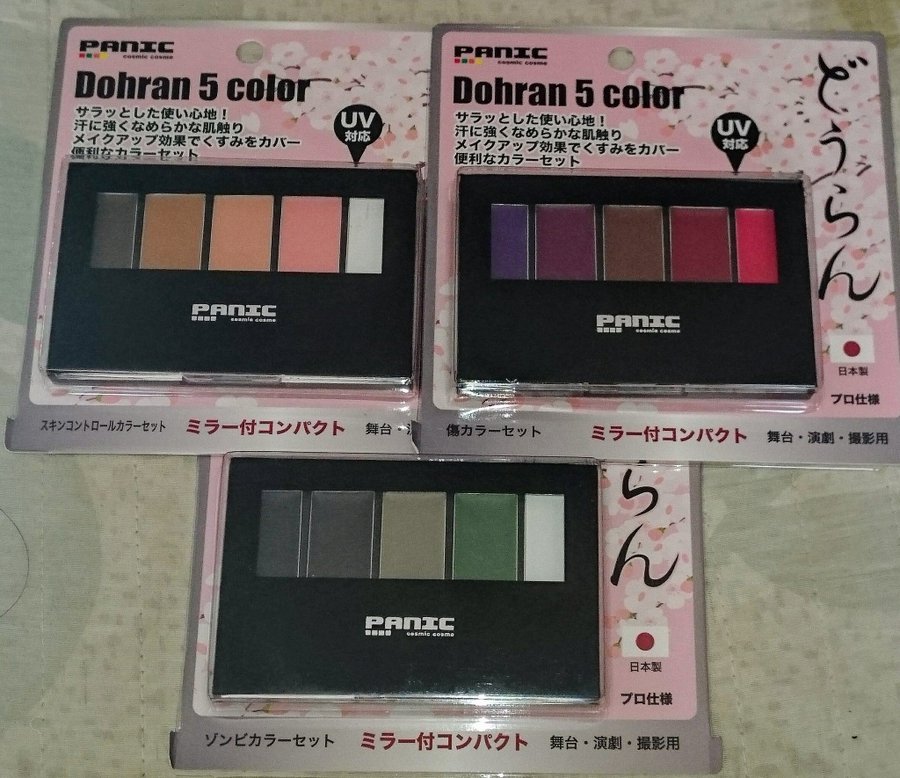 PANIC
cosmic cosme
Dohran 5 color
サラッとした使い心地！
汗に強くなめらかな肌触り
メイクアップ効果でくすみをカバー
便利なカラーセット
UV
対応
PANIC
cosmic cosme
スキンコントロールカラーセット
ミラー付コンパクト
舞台・
PANIC
cosmic cosme
Dohran 5 color
サラッとした使い心地！
汗に強くなめらかな肌触り
メイクアップ効果でくすみをカバー
便利なカラーセット
UV
対応
どうらん
PANIC
cosmic cosme
日本製
プロ仕様
傷カラーセット
ミラー付コンパクト
舞台・演劇・撮影用
らん
PANIC
cosmic cosme
日本製
プロ仕様
ゾンビカラーセット
ミラー付コンパクト
舞台・演劇・撮影用